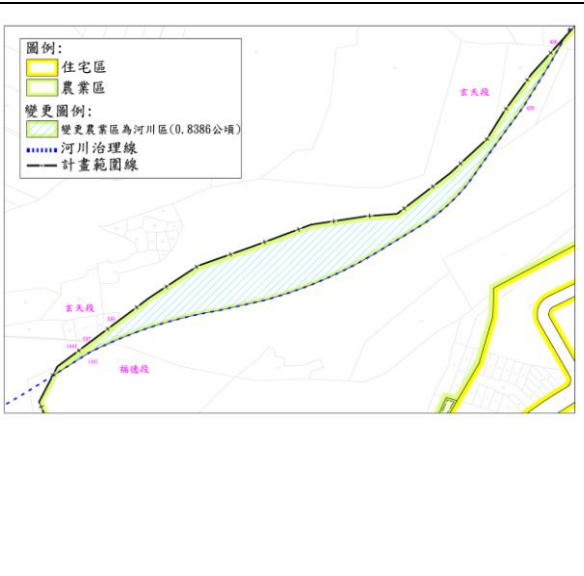 圖例:
住宅區
農業區
變更圖例:
變更農業區為河川區(0.8386公頃)
河川治理線
計畫範圍線
玄天段
玄天段
福德段